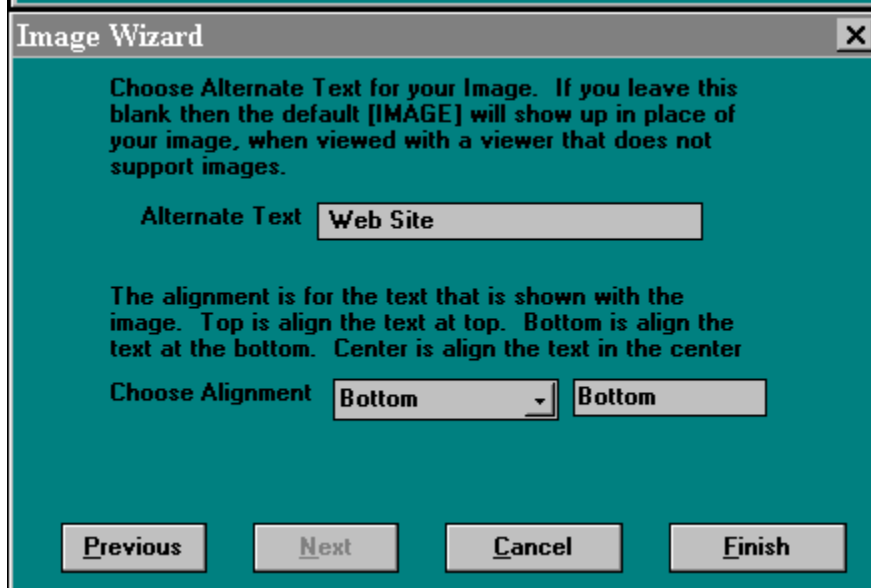 Image Wizard
Choose Alternate Text for your Image. If you leave this
blank then the default [IMAGE] will show up in place of
your image, when viewed with a viewer that does not
support images.
Alternate Text Web Site
The alignment is for the text that is shown with the
image. Top is align the text at top. Bottom is align the
text at the bottom. Center is align the text in the center
Choose Alignment Bottom Bottom
Previous Next Cancel Finish